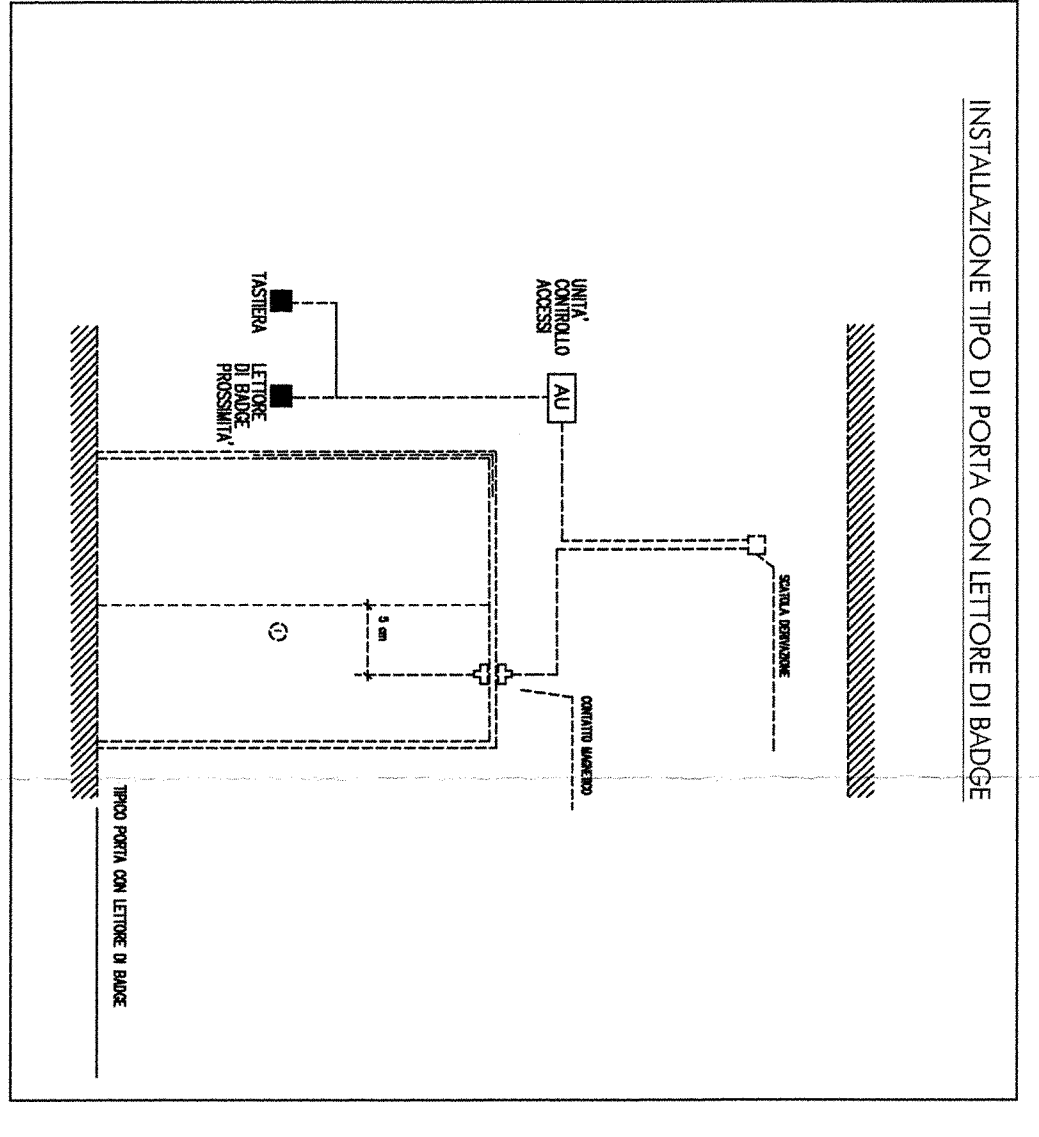 INSTALLAZIONE TIPO DI PORTA CON LETTORE DI BADGE
SCATOLA DERIVAZIONE
UNITA'
CONTROLLO
ACCESSI
AU
CONTATTO MAGNETICO
5 cm
TASTIERA
LETTORE
DI BADGE
PROSSIMITA'
TIPICO PORTA CON LETTORE DI BADGE